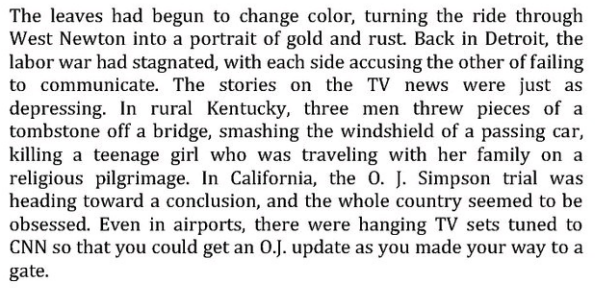 The leaves had begun to change color, turning the ride through
West Newton into a portrait of gold and rust. Back in Detroit, the
labor war had stagnated, with each side accusing the other of failing
to communicate. The stories on the TV news were just as
depressing. In rural Kentucky, three men threw pieces of a
tombstone off a bridge, smashing the windshield of a passing car,
killing a teenage girl who was traveling with her family on a
religious pilgrimage. In California, the O. J. Simpson trial was
heading toward a conclusion, and the whole country seemed to be
obsessed. Even in airports, there were hanging TV sets tuned to
CNN so that you could get an O.J. update as you made your way to a
gate.